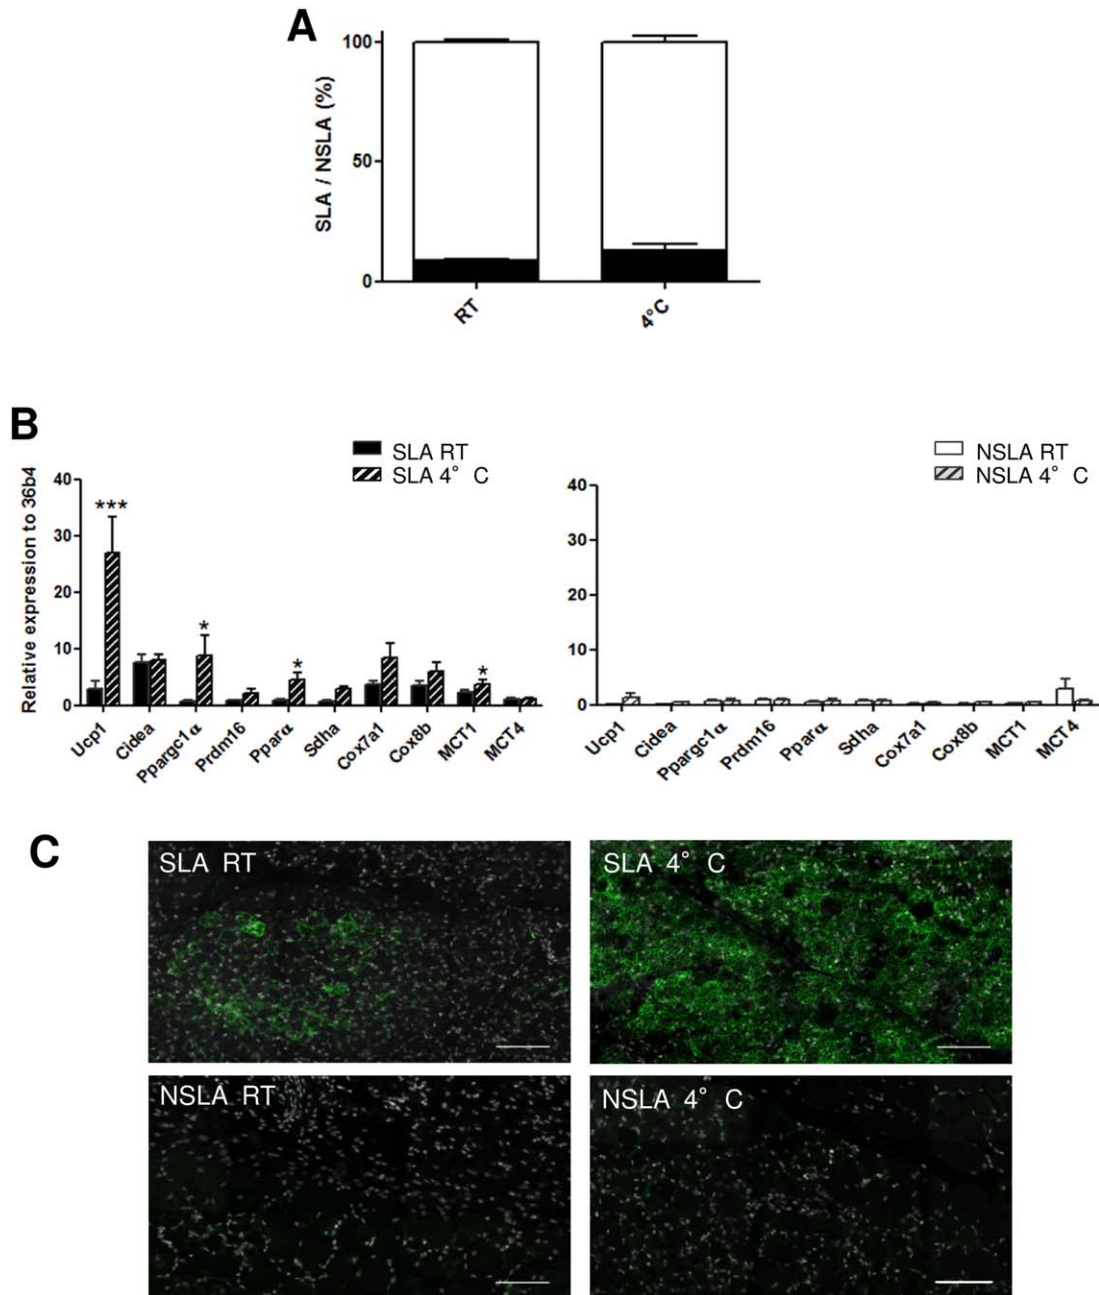 A
SLA / NSLA (%)
100
50
0
RT
4°C
B
SLA RT
SLA 4° C
Relative expression to 36b4
40
30
20
10
0
***
*
*
*
Ucp1
Cidea
Ppargc1α
Prdm16
Pparα
Sdha
Cox7a1
Cox8b
MCT1
MCT4
NSLA RT
NSLA 4° C
40
30
20
10
0
Ucp1
Cidea
Ppargc1α
Prdm16
Pparα
Sdha
Cox7a1
Cox8b
MCT1
MCT4
C
SLA RT
SLA 4° C
NSLA RT
NSLA 4° C